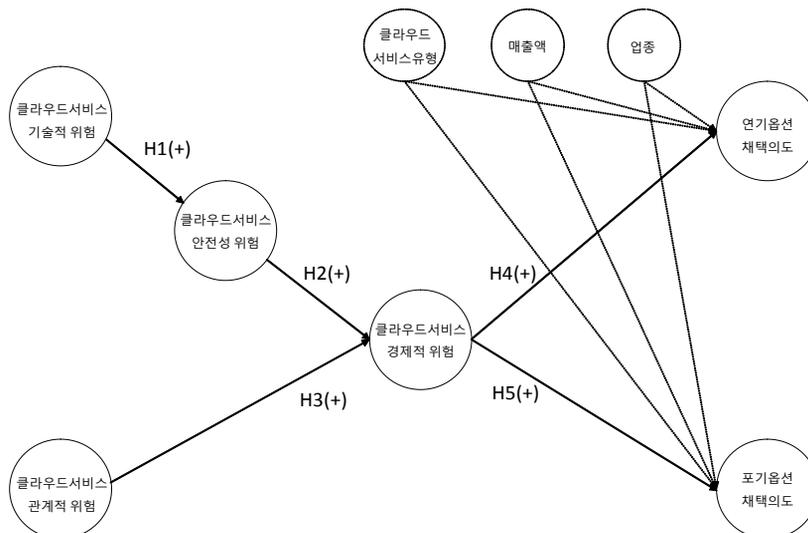 클라우드
서비스유형
매출액
업종
클라우드서비스
기술적 위험
연기옵션
채택의도
H1(+)
클라우드서비스
안전성 위험
H2(+)
H4(+)
클라우드서비스
경제적 위험
H3(+)
H5(+)
클라우드서비스
관계적 위험
포기옵션
채택의도